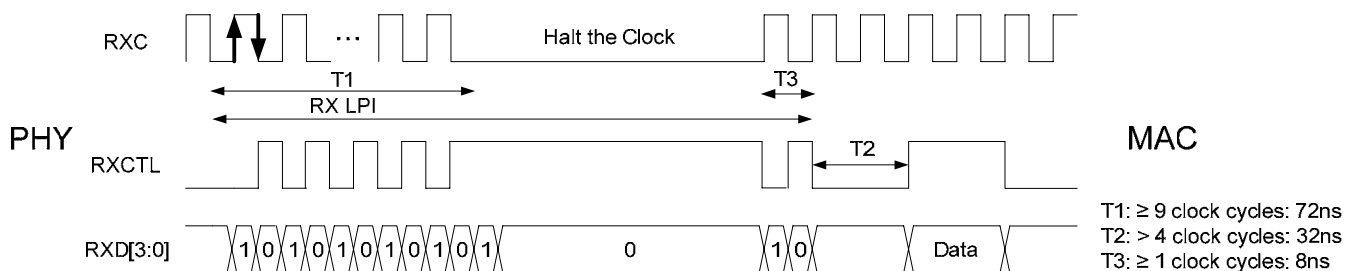 RXC
...
Halt the Clock
T1
T3
RX LPI
PHY
MAC
RXCTL
T2
T1: ≥ 9 clock cycles: 72ns
T2: > 4 clock cycles: 32ns
T3: ≥ 1 clock cycles: 8ns
RXD[3:0]
1 0 1 0 1 0 1 0 1 0 1 0 1 0 Data